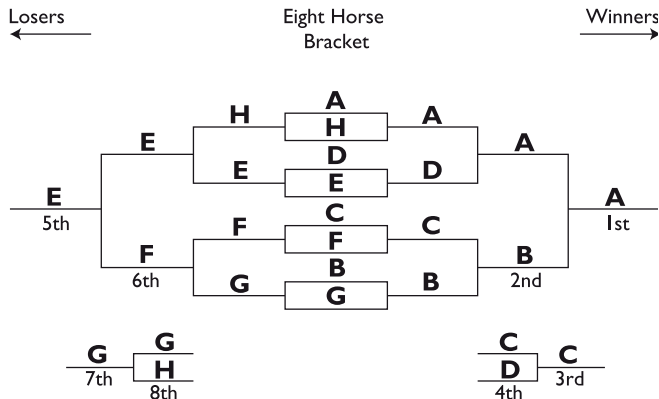 Losers
Eight Horse
Bracket
Winners
A
H
H
A
D
E
A
E
E
D
E
5th
A
1st
C
F
F
C
B
F
6th
B
2nd
G
G
B
G
G
H
7th
8th
C
D
C
4th
3rd